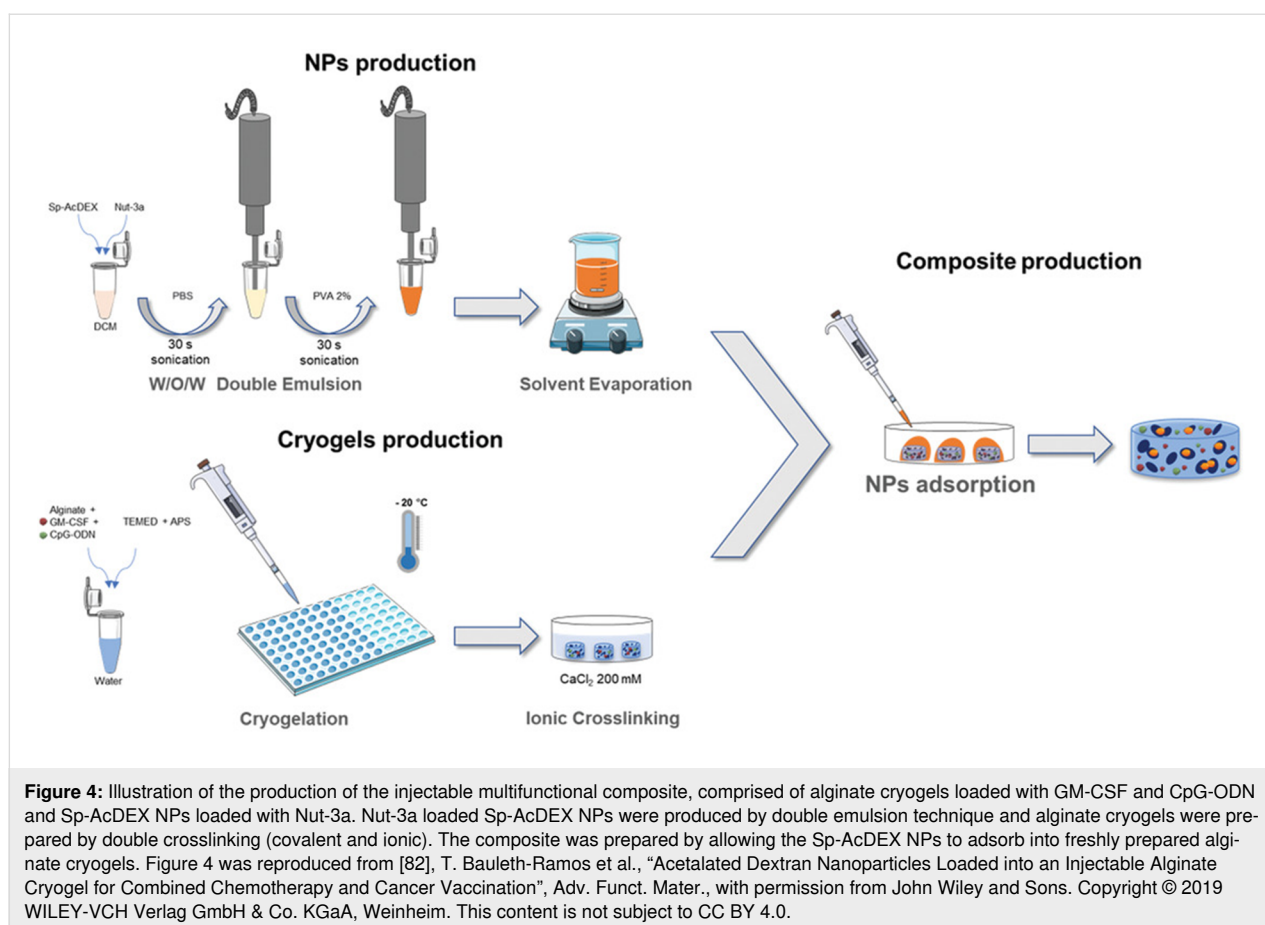 NPs production
Sp-AcDEX Nut-3a
DCM
PBS
30 s
sonication
PVA 2%
30 s
sonication
W/O/W Double Emulsion
Solvent Evaporation
Cryogels production
Alginate +
GM-CSF +
CpG-ODN
TEMED + APS
Water
- 20 °C
Cryogelation
CaCl₂ 200 mM
Ionic Crosslinking
Composite production
NPs adsorption
Figure 4: Illustration of the production of the injectable multifunctional composite, comprised of alginate cryogels loaded with GM-CSF and CpG-ODN
and Sp-AcDEX NPs loaded with Nut-3a. Nut-3a loaded Sp-AcDEX NPs were produced by double emulsion technique and alginate cryogels were pre-
pared by double crosslinking (covalent and ionic). The composite was prepared by allowing the Sp-AcDEX NPs to adsorb into freshly prepared algi-
nate cryogels. Figure 4 was reproduced from [82], T. Bauleth-Ramos et al., “Acetalated Dextran Nanoparticles Loaded into an Injectable Alginate
Cryogel for Combined Chemotherapy and Cancer Vaccination”, Adv. Funct. Mater., with permission from John Wiley and Sons. Copyright © 2019
WILEY-VCH Verlag GmbH & Co. KGaA, Weinheim. This content is not subject to CC BY 4.0.